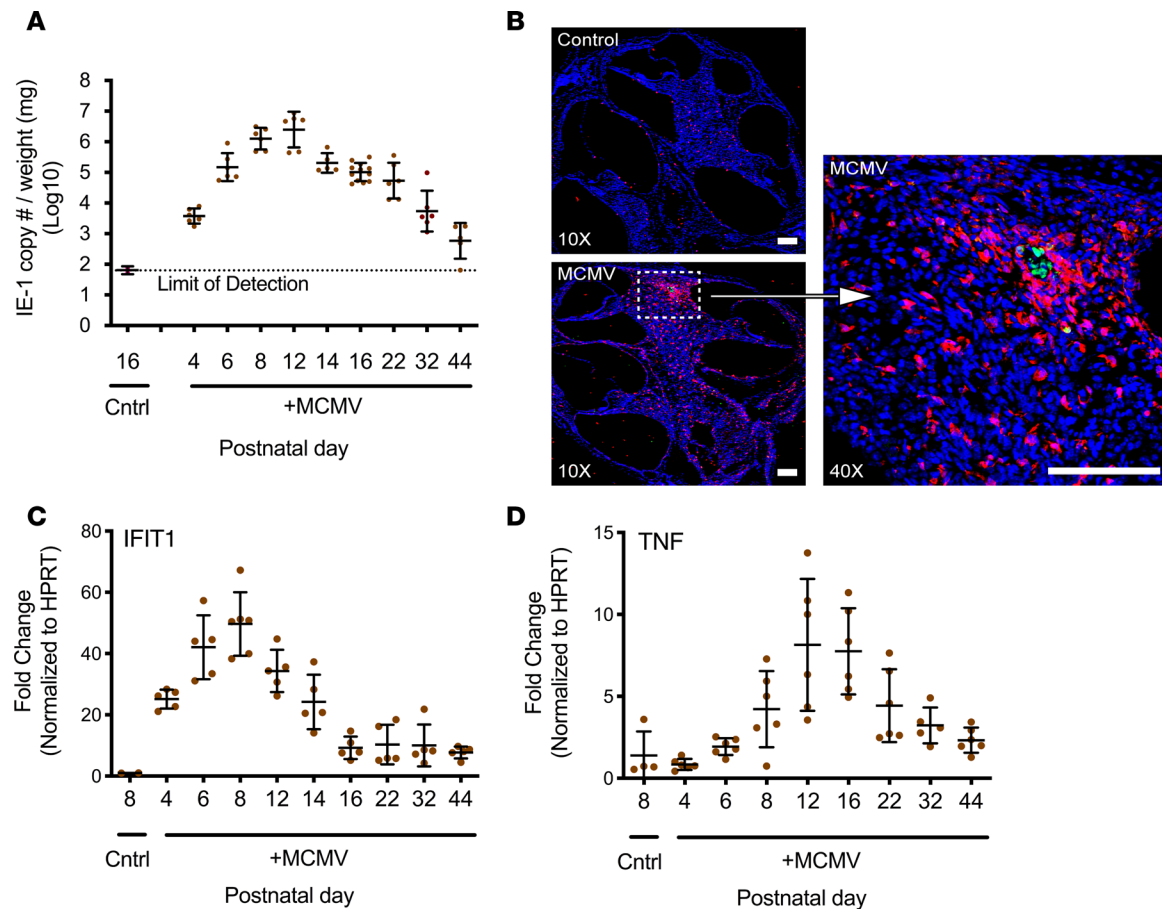 A
IE-1 copy # / weight (mg)
(Log10)
8
7
6
5
4
3
2
1
0
Limit of Detection
16 4 6 8 12 14 16 22 32 44
Cntrl +MCMV
Postnatal day
B
Control
10X
MCMV
10X
MCMV
40X
C
IFIT1
Fold Change
(Normalized to HPRT)
80
60
40
20
0
8 4 6 8 12 14 16 22 32 44
Cntrl +MCMV
Postnatal day
D
TNF
Fold Change
(Normalized to HPRT)
15
10
5
0
8 4 6 8 12 16 22 32 44
Cntrl +MCMV
Postnatal day